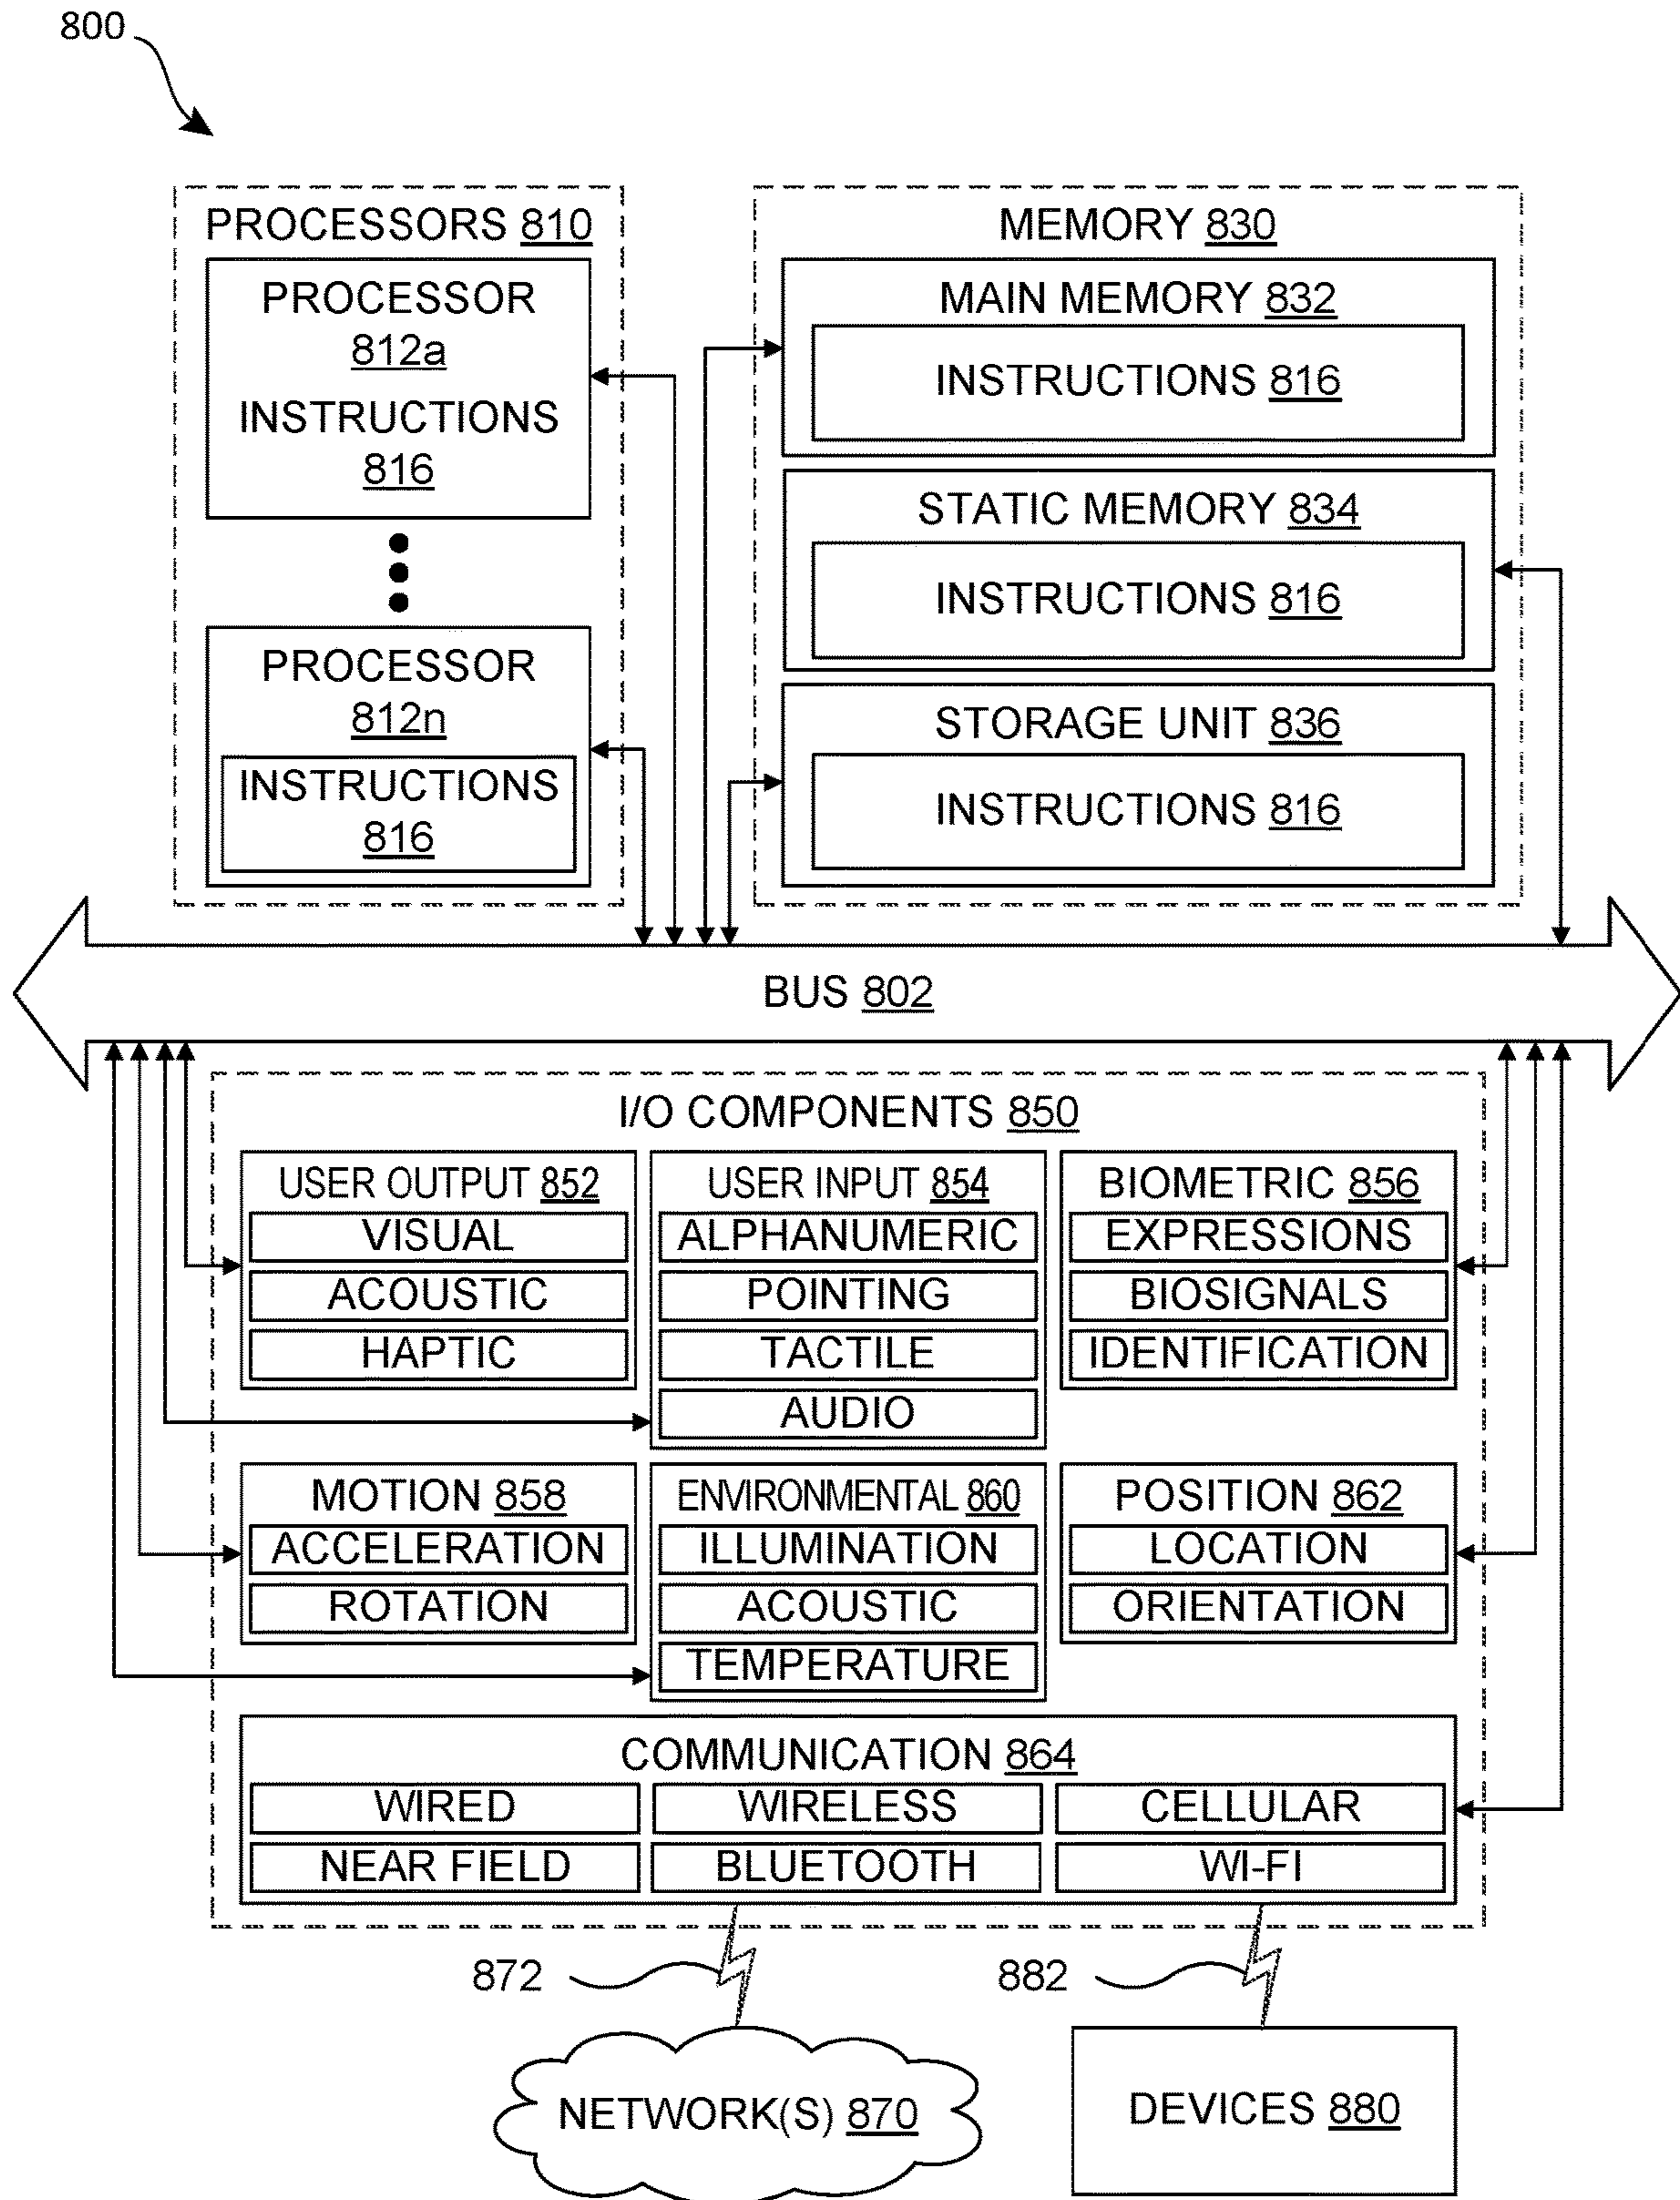 800
PROCESSORS 810
PROCESSOR
812a
INSTRUCTIONS
816
PROCESSOR
812n
INSTRUCTIONS
816
MEMORY 830
MAIN MEMORY 832
INSTRUCTIONS 816
STATIC MEMORY 834
INSTRUCTIONS 816
STORAGE UNIT 836
INSTRUCTIONS 816
BUS 802
I/O COMPONENTS 850
USER OUTPUT 852
VISUAL
ACOUSTIC
HAPTIC
USER INPUT 854
ALPHANUMERIC
POINTING
TACTILE
AUDIO
BIOMETRIC 856
EXPRESSIONS
BIOSIGNALS
IDENTIFICATION
MOTION 858
ACCELERATION
ROTATION
ENVIRONMENTAL 860
ILLUMINATION
ACOUSTIC
TEMPERATURE
POSITION 862
LOCATION
ORIENTATION
COMMUNICATION 864
WIRED
WIRELESS
CELLULAR
NEAR FIELD
BLUETOOTH
WI-FI
872
882
NETWORK(S) 870
DEVICES 880